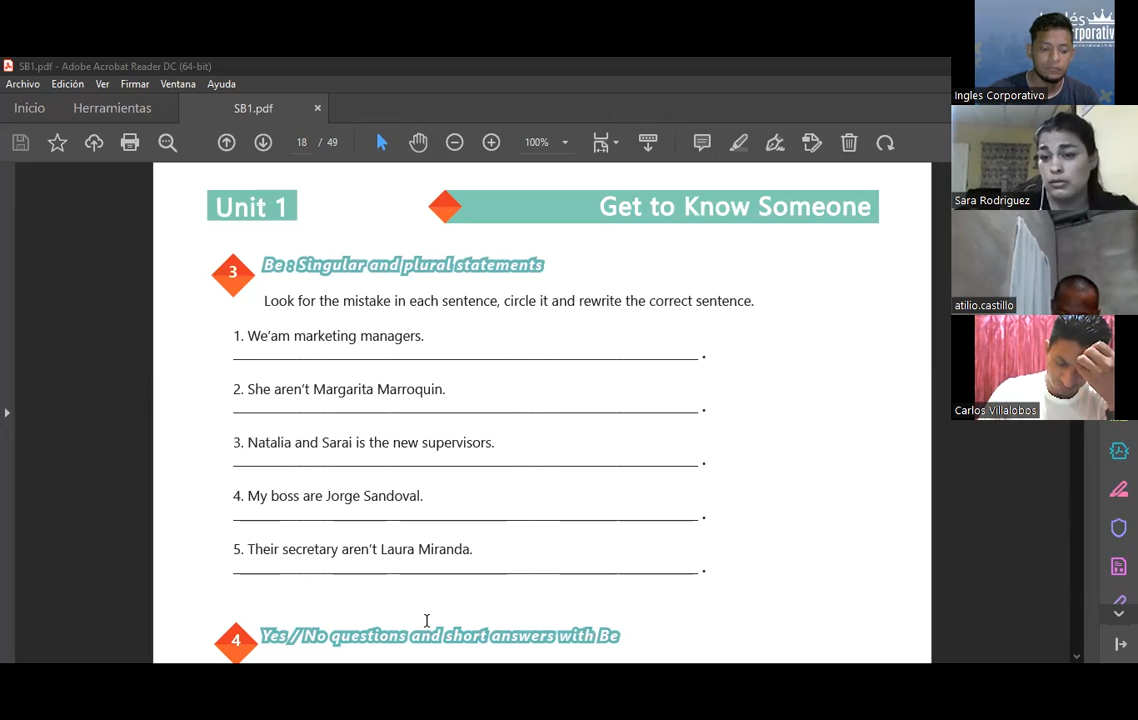 SB1.pdf - Adobe Acrobat Reader DC (64-bit)
Archivo Edición Ver Firmar Ventana Ayuda
Inicio Herramientas SB1.pdf ×
18 / 49 100%
Unit 1 Get to Know Someone
3 Be : Singular and plural statements
Look for the mistake in each sentence, circle it and rewrite the correct sentence.
1. We'am marketing managers.
2. She aren't Margarita Marroquin.
3. Natalia and Sarai is the new supervisors.
4. My boss are Jorge Sandoval.
5. Their secretary aren't Laura Miranda.
4 Yes / No questions and short answers with Be
Ingles Corporativo
Sara Rodriguez
atilio.castillo
Carlos Villalobos